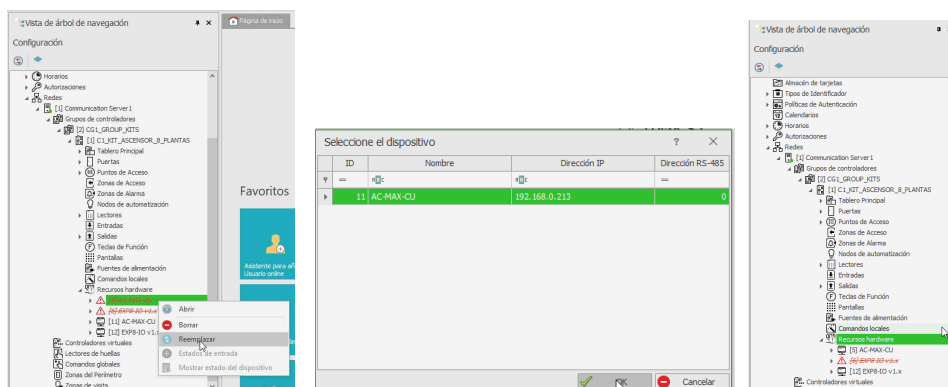 Vista de árbol de navegación
Configuración
Horarios
Autorizaciones
Redes
[1] Communication Server1
Grupos de controladores
[2] CG1_GROUP_KITS
[1] C1_KIT_ASCENSOR_8_PLANTAS
Tablero Principal
Puertas
Puntos de Acceso
Zonas de Acceso
Zonas de Alarma
Nodos de automatización
Lectores
Entradas
Salidas
Teclas de Función
Pantallas
Fuentes de alimentación
Comandos locales
Recursos hardware
[6] EXP8-IO v1.x
[11] AC-MAX-CU
[12] EXP8-IO v1.x
Controladores virtuales
Lectores de huellas
Comandos globales
Zonas del Perímetro
Zonas de visita
Abrir
Borrar
Reemplazar
Estados de entrada
Mostrar estado del dispositivo
Página de inicio
Favoritos
Asistente para añ
Usuario online
Seleccione el dispositivo
? ×
ID Nombre Dirección IP Dirección RS-485
= =
11 AC-MAX-CU 192.168.0.213 0
OK Cancelar
Vista de árbol de navegación
Configuración
Almacén de tarjetas
Tipos de Identificador
Políticas de Autenticación
Calendarios
Horarios
Autorizaciones
Redes
[1] Communication Server1
Grupos de controladores
[2] CG1_GROUP_KITS
[1] C1_KIT_ASCENSOR_8_PLANTAS
Tablero Principal
Puertas
Puntos de Acceso
Zonas de Acceso
Zonas de Alarma
Nodos de automatización
Lectores
Entradas
Salidas
Teclas de Función
Pantallas
Fuentes de alimentación
Comandos locales
Recursos hardware
[5] AC-MAX-CU
[6] EXP8-IO v1.x
[12] EXP8-IO v1.x
Controladores virtuales